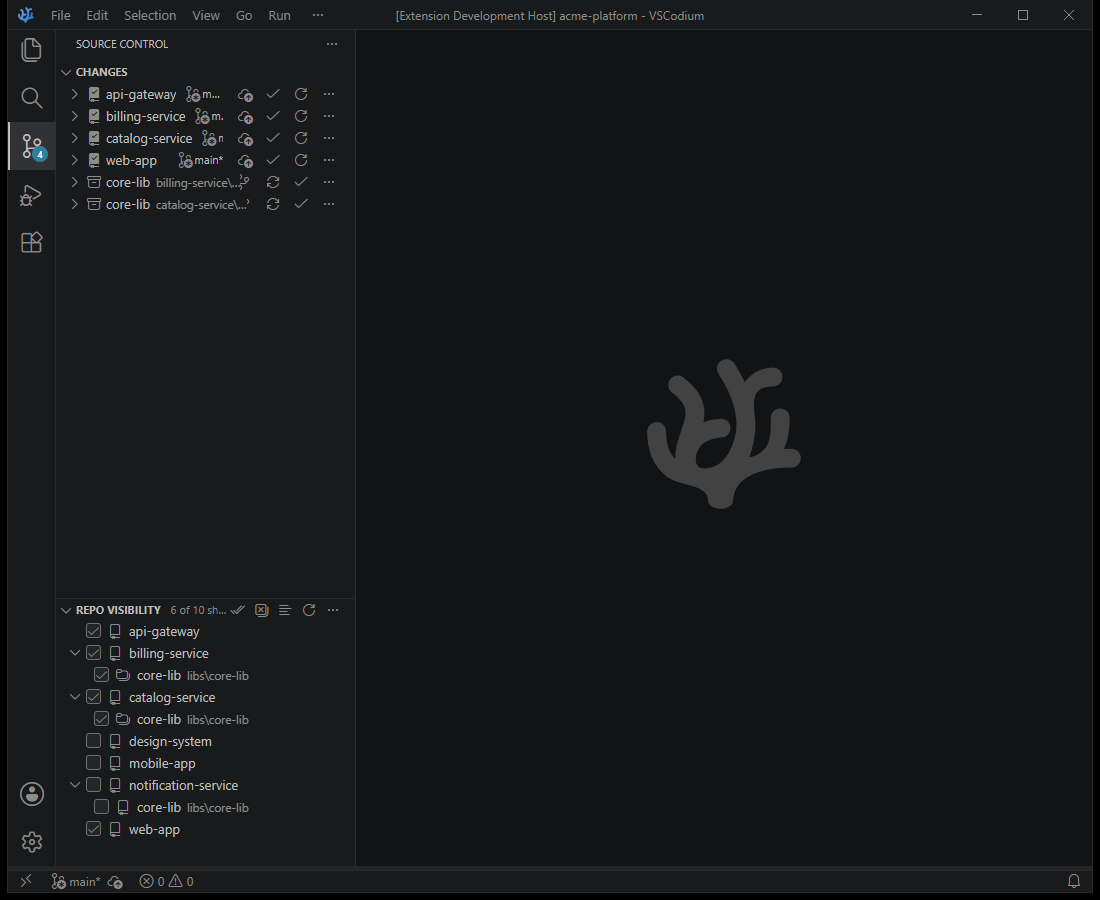 File Edit Selection View Go Run ··· [Extension Development Host] acme-platform - VSCodium
SOURCE CONTROL
CHANGES
api-gateway m...
billing-service m.
catalog-service
web-app main*
core-lib billing-service\...
core-lib catalog-service\...
4
REPO VISIBILITY 6 of 10 sh...
api-gateway
billing-service
core-lib libs\core-lib
catalog-service
core-lib libs\core-lib
design-system
mobile-app
notification-service
core-lib libs\core-lib
web-app
main* 0 0